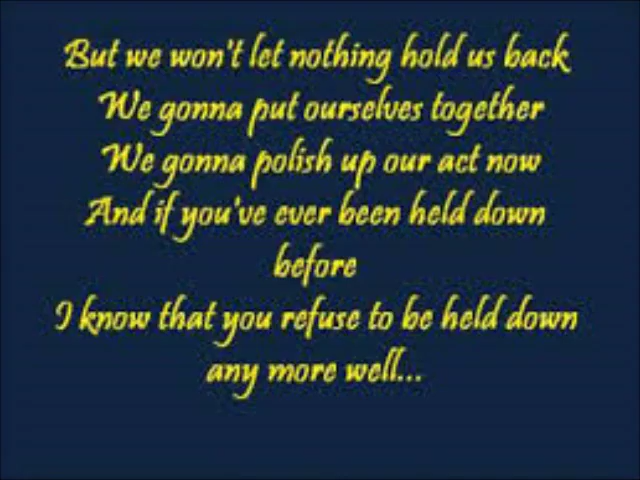 But we won't let nothing hold us back
We gonna put ourselves together
We gonna polish up our act now
And if you've ever been held down
before
I know that you refuse to be held down
any more well...